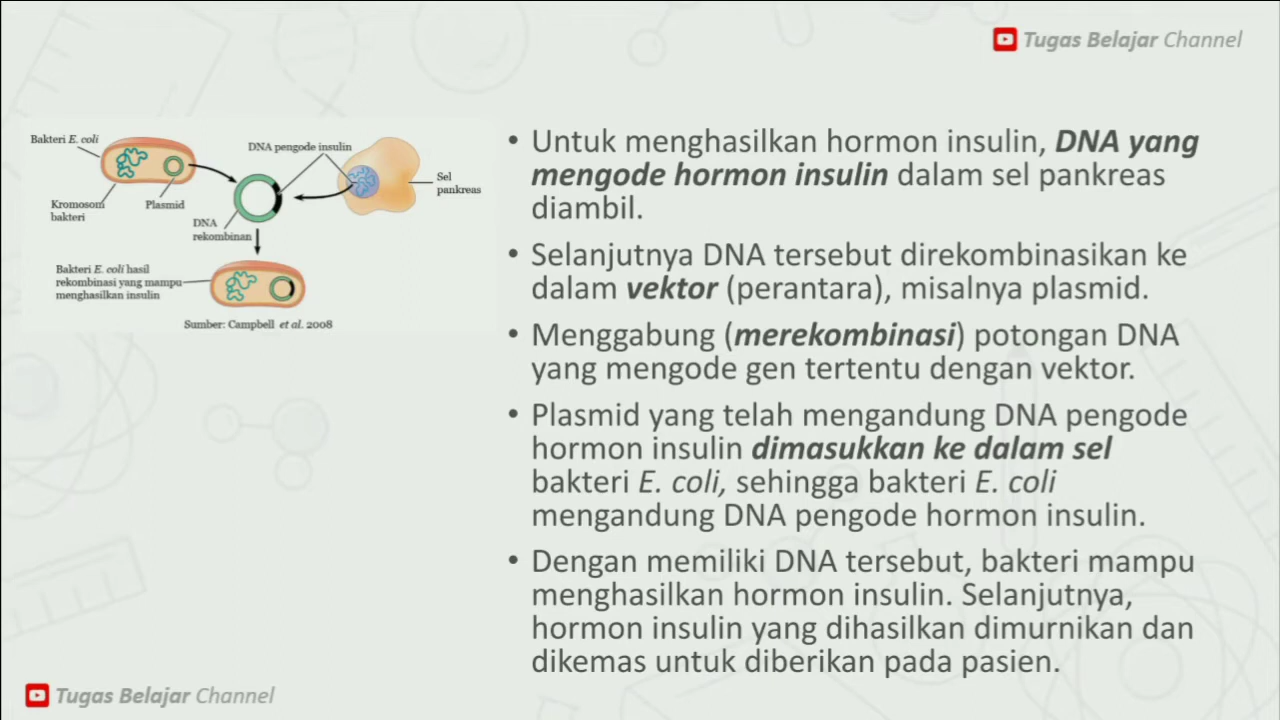 Tugas Belajar Channel
Bakteri E. coli
DNA pengode insulin
Sel
pankreas
Kromosom
bakteri
Plasmid
DNA
rekombinan
Bakteri E. coli hasil
rekombinasi yang mampu
menghasilkan insulin
Sumber: Campbell et al. 2008
• Untuk menghasilkan hormon insulin, DNA yang
mengode hormon insulin dalam sel pankreas
diambil.
• Selanjutnya DNA tersebut direkombinasikan ke
dalam vektor (perantara), misalnya plasmid.
• Menggabung (merekombinasi) potongan DNA
yang mengode gen tertentu dengan vektor.
• Plasmid yang telah mengandung DNA pengode
hormon insulin dimasukkan ke dalam sel
bakteri E. coli, sehingga bakteri E. coli
mengandung DNA pengode hormon insulin.
• Dengan memiliki DNA tersebut, bakteri mampu
menghasilkan hormon insulin. Selanjutnya,
hormon insulin yang dihasilkan dimurnikan dan
dikemas untuk diberikan pada pasien.
Tugas Belajar Channel